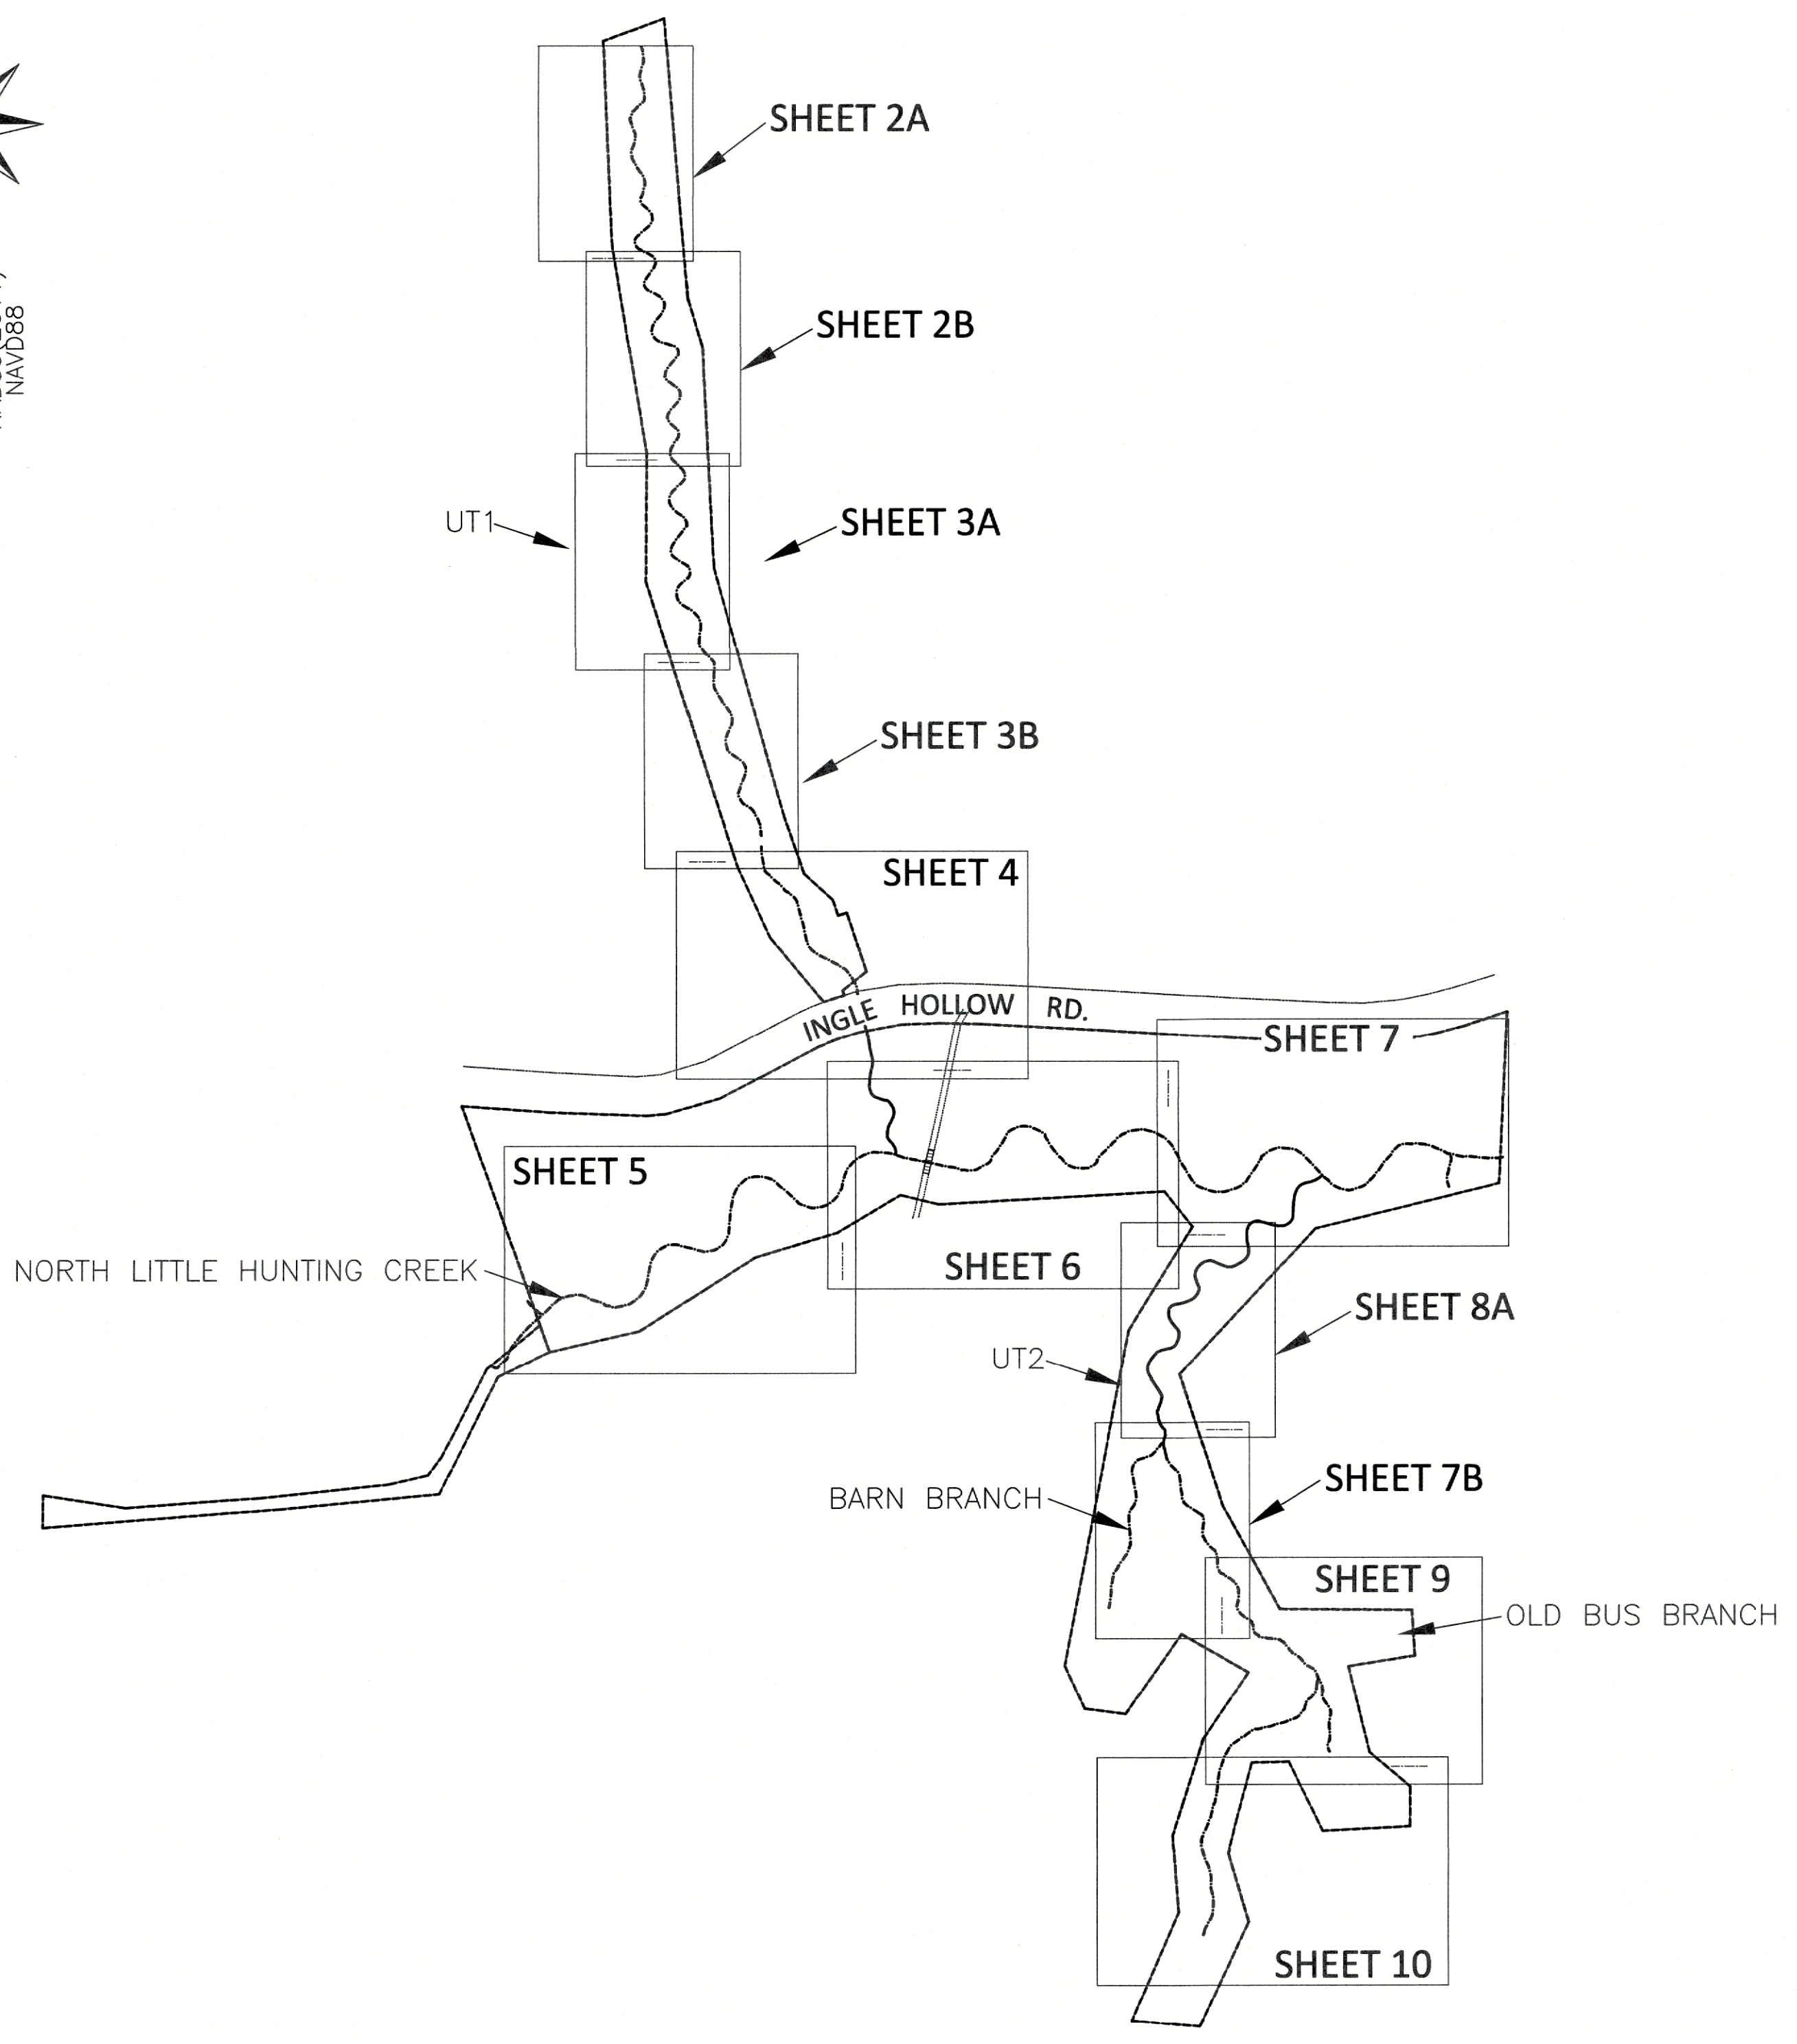 SHEET 2A
NAVD88
SHEET 2B
UT1
SHEET 3A
SHEET 3B
SHEET 4
INGLE HOLLOW RD.
SHEET 7
SHEET 5
NORTH LITTLE HUNTING CREEK
SHEET 6
SHEET 8A
UT2
SHEET 7B
BARN BRANCH
SHEET 9
OLD BUS BRANCH
SHEET 10